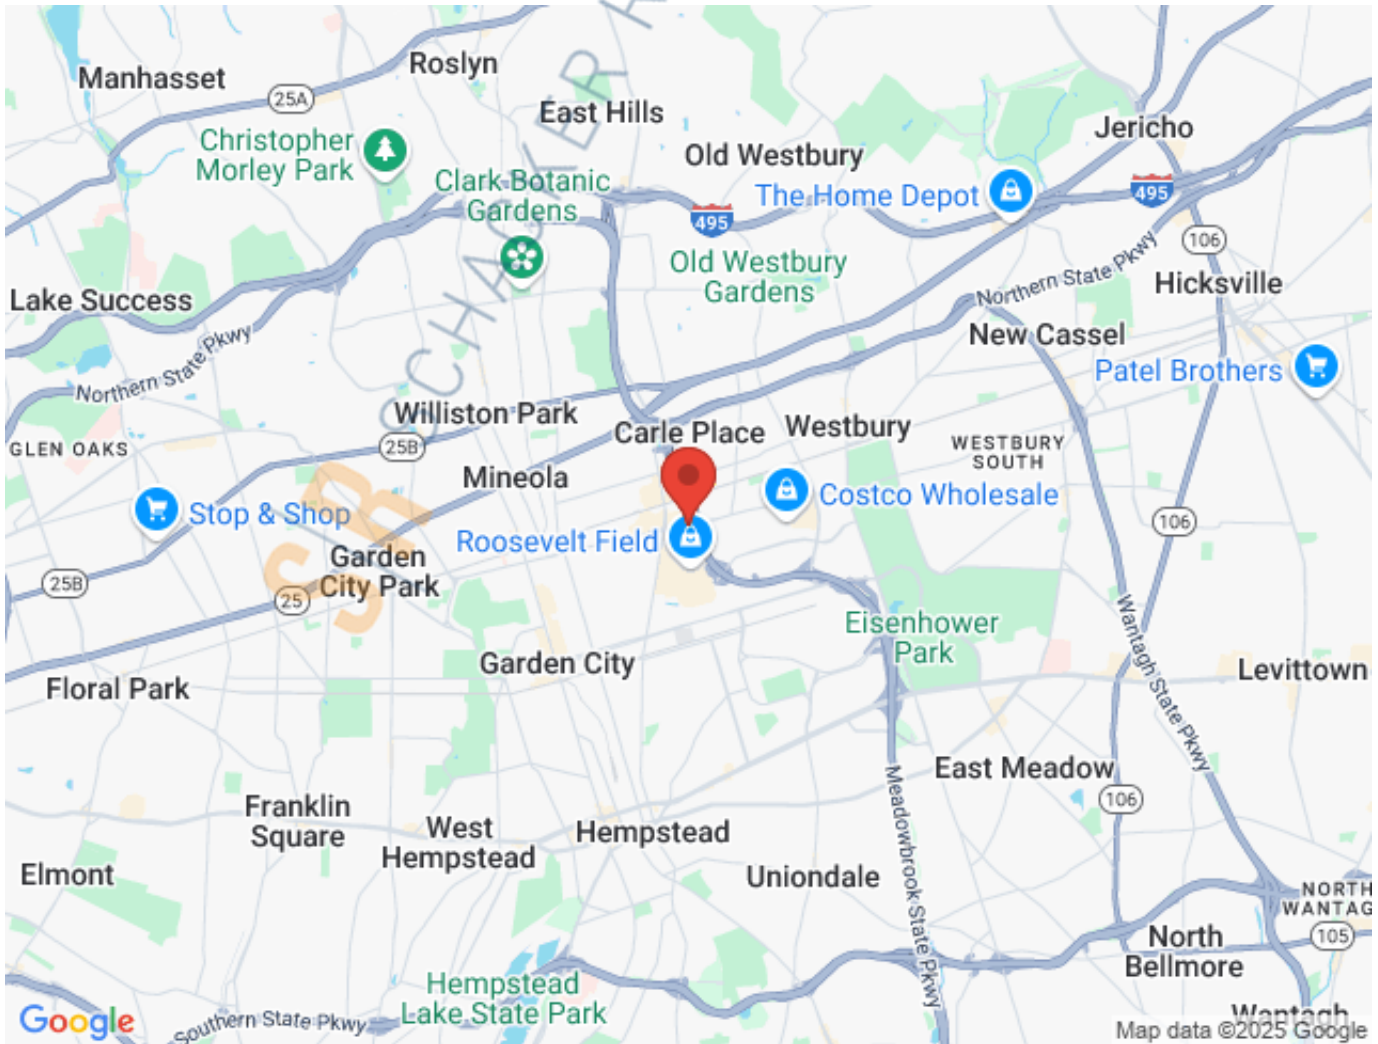 Manhasset
Roslyn
25A
East Hills
Jericho
Christopher
Morley Park
Old Westbury
Clark Botanic
Gardens
The Home Depot
495
495
106
Old Westbury
Gardens
Northern State Pkwy
Hicksville
Lake Success
New Cassel
Northern State Pkwy
Patel Brothers
Williston Park
Carle Place
Westbury
GLEN OAKS
25B
WESTBURY
SOUTH
Mineola
Costco Wholesale
Stop & Shop
Roosevelt Field
106
Garden
City Park
25B
25
Eisenhower
Park
Wantagh State Pkwy
Garden City
Levittown
Floral Park
East Meadow
Meadowbrook State Pkwy
106
Franklin
Square
West
Hempstead
Hempstead
Elmont
Uniondale
NORTH
WANTAG
105
North
Bellmore
Hempstead
Lake State Park
Wantagh
Southern State Pkwy
Google
Map data ©2025 Google